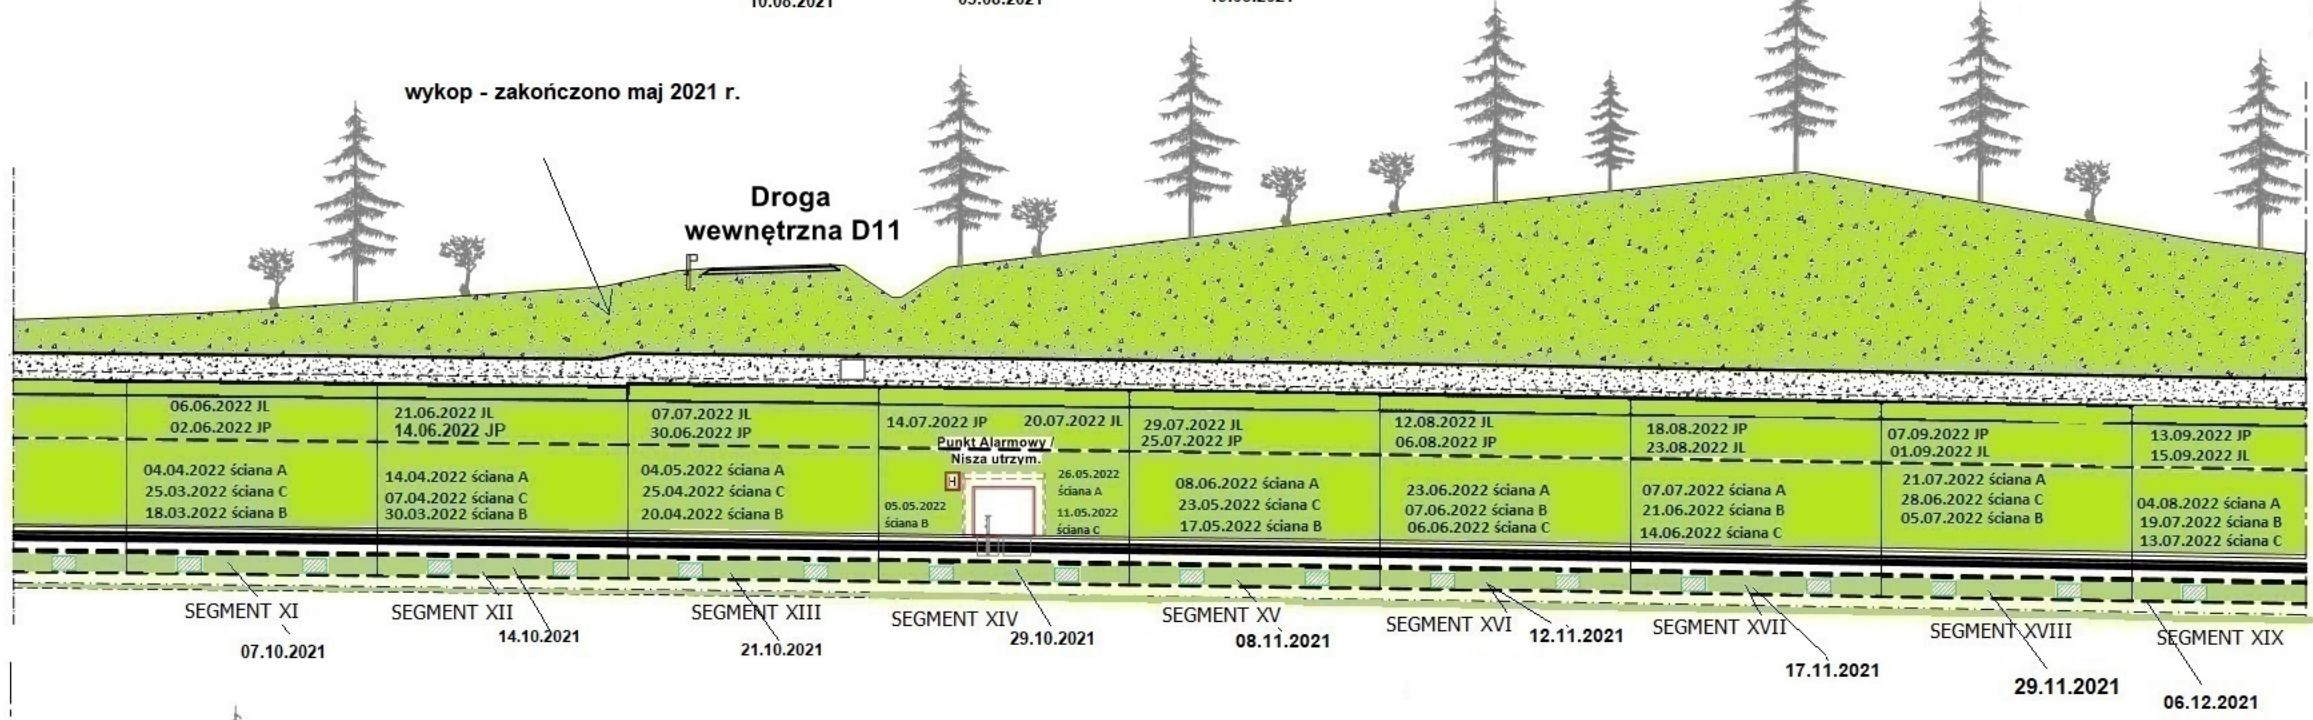 10.08.2021
wykop - zakończono maj 2021 r.
Droga
wewnętrzna D11
06.06.2022 JL
02.06.2022 JP
04.04.2022 ściana A
25.03.2022 ściana C
18.03.2022 ściana B
21.06.2022 JL
14.06.2022 JP
14.04.2022 ściana A
07.04.2022 ściana C
30.03.2022 ściana B
07.07.2022 JL
30.06.2022 JP
04.05.2022 ściana A
25.04.2022 ściana C
20.04.2022 ściana B
14.07.2022 JP
20.07.2022 JL
Punkt Alarmowy /
Nisza utrzym.
H
05.05.2022
ściana B
26.05.2022
ściana A
11.05.2022
ściana C
29.07.2022 JL
25.07.2022 JP
08.06.2022 ściana A
23.05.2022 ściana C
17.05.2022 ściana B
12.08.2022 JL
06.08.2022 JP
23.06.2022 ściana A
07.06.2022 ściana B
06.06.2022 ściana C
18.08.2022 JP
23.08.2022 JL
07.07.2022 ściana A
21.06.2022 ściana B
14.06.2022 ściana C
07.09.2022 JP
01.09.2022 JL
21.07.2022 ściana A
28.06.2022 ściana C
05.07.2022 ściana B
13.09.2022 JP
15.09.2022 JL
04.08.2022 ściana A
19.07.2022 ściana B
13.07.2022 ściana C
SEGMENT XI
07.10.2021
SEGMENT XII
14.10.2021
SEGMENT XIII
21.10.2021
SEGMENT XIV
29.10.2021
SEGMENT XV
08.11.2021
SEGMENT XVI
12.11.2021
SEGMENT XVII
17.11.2021
SEGMENT XVIII
29.11.2021
SEGMENT XIX
06.12.2021